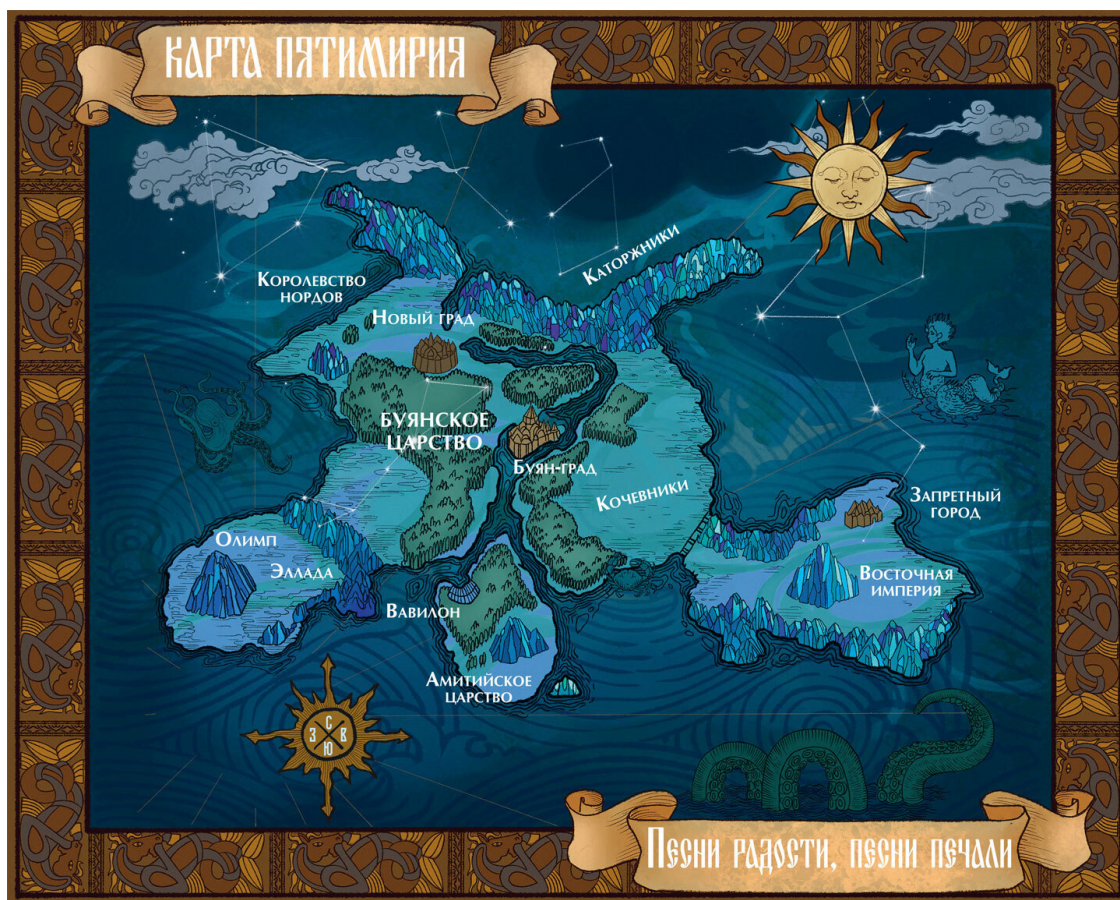 КАРТА ПЯТИМИРИЯ
КАТОРЖНИКИ
КОРОЛЕВСТВО
НОРДОВ
НОВЫЙ ГРАД
БУЯНСКОЕ
ЦАРСТВО
БУЯН-ГРАД
КОЧЕВНИКИ
ЗАПРЕТНЫЙ
ГОРОД
ОЛИМП
ЭЛЛАДА
ВОСТОЧНАЯ
ИМПЕРИЯ
ВАВИЛОН
АМИТИЙСКОЕ
ЦАРСТВО
С
З В
Ю
ПЕСНИ РАДОСТИ, ПЕСНИ ПЕЧАЛИ